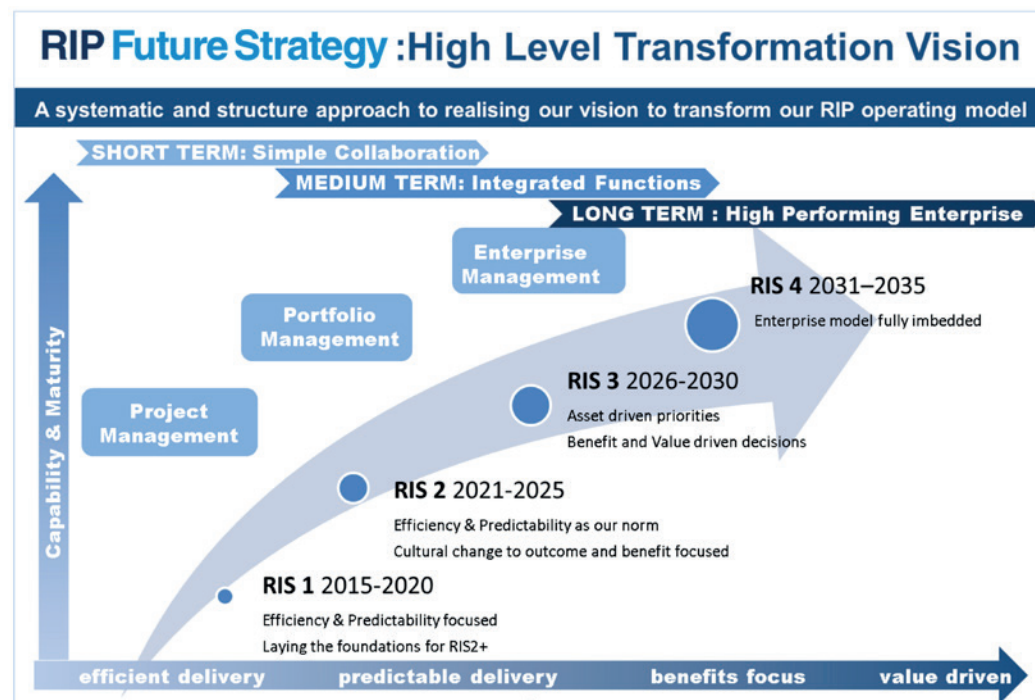 RIP Future Strategy :High Level Transformation Vision
A systematic and structure approach to realising our vision to transform our RIP operating model
SHORT TERM: Simple Collaboration
MEDIUM TERM: Integrated Functions
LONG TERM : High Performing Enterprise
Capability & Maturity
Enterprise
Management
Portfolio
Management
Project
Management
RIS 4 2031–2035
Enterprise model fully imbedded
RIS 3 2026-2030
Asset driven priorities
Benefit and Value driven decisions
RIS 2 2021-2025
Efficiency & Predictability as our norm
Cultural change to outcome and benefit focused
RIS 1 2015-2020
Efficiency & Predictability focused
Laying the foundations for RIS2+
efficient delivery predictable delivery benefits focus value driven